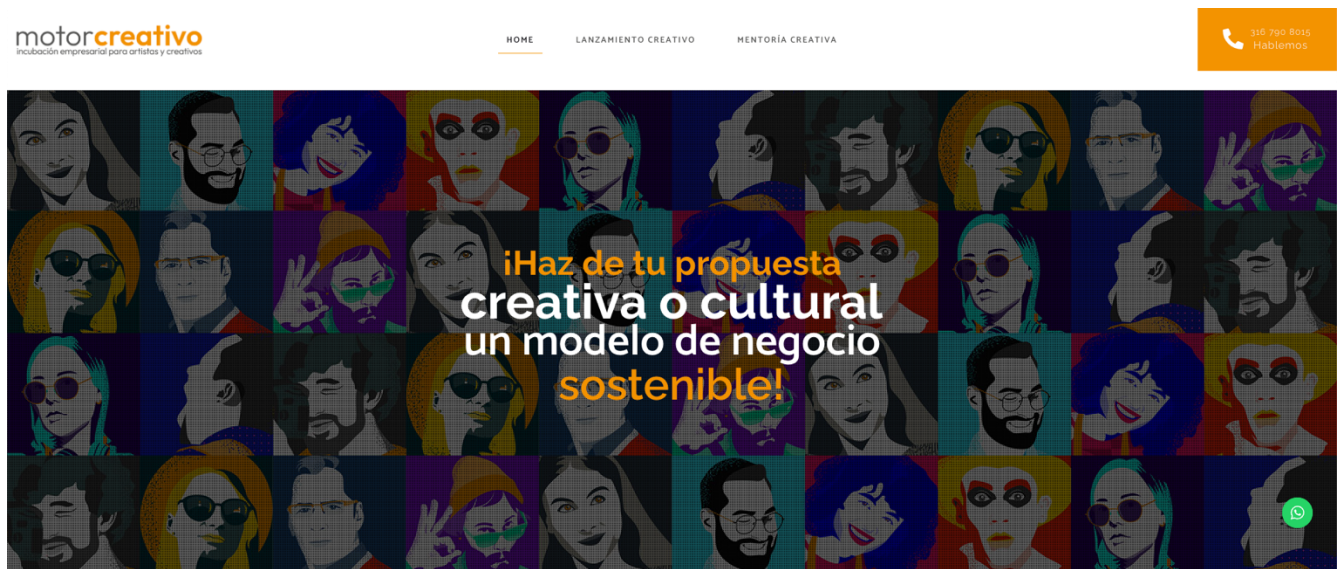 motorcreativo
incubación empresarial para artistas y creativos
HOME
LANZAMIENTO CREATIVO
MENTORÍA CREATIVA
316 790 8015
Hablemos
¡Haz de tu propuesta
creativa o cultural
un modelo de negocio
sostenible!